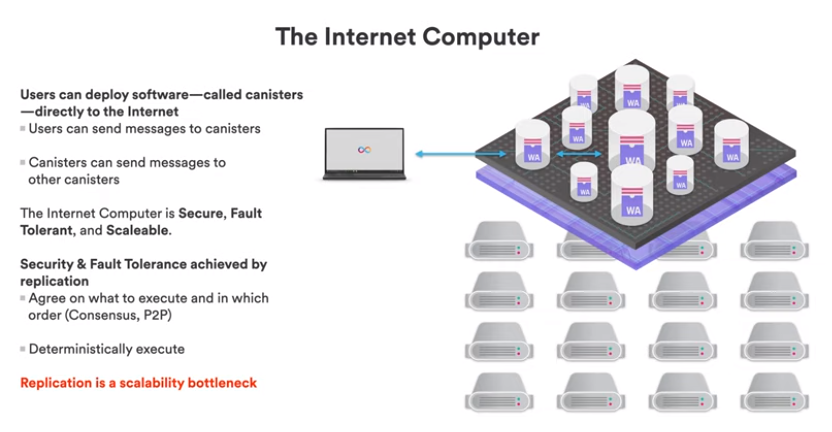 The Internet Computer
Users can deploy software—called canisters
—directly to the Internet
Users can send messages to canisters
Canisters can send messages to
other canisters
The Internet Computer is Secure, Fault
Tolerant, and Scaleable.
Security & Fault Tolerance achieved by
replication
Agree on what to execute and in which
order (Consensus, P2P)
Deterministically execute
Replication is a scalability bottleneck
WA
WA
WA
WA
WA
WA
WA
WA
WA
WA